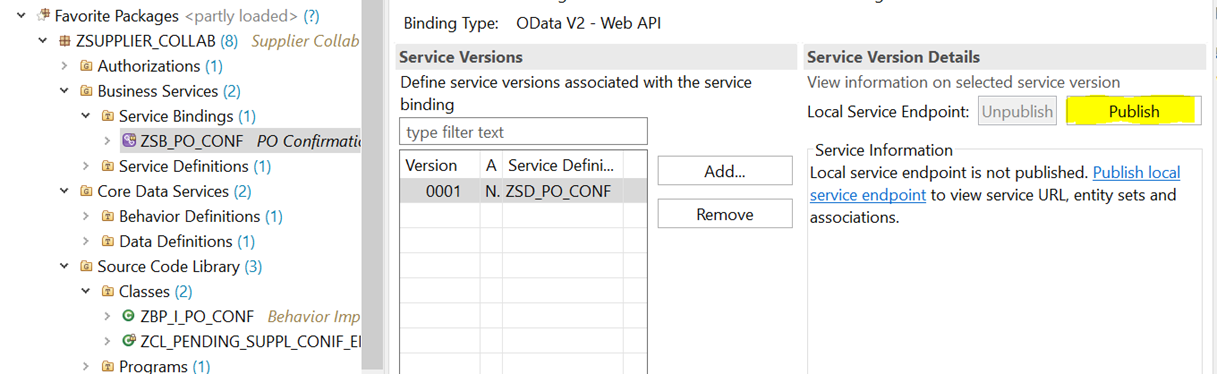 Favorite Packages <partly loaded> (?)
ZSUPPLIER_COLLAB (8) Supplier Collab
Authorizations (1)
Business Services (2)
Service Bindings (1)
ZSB_PO_CONF PO Confirmatio
Service Definitions (1)
Core Data Services (2)
Behavior Definitions (1)
Data Definitions (1)
Source Code Library (3)
Classes (2)
ZBP_I_PO_CONF Behavior Imp
ZCL_PENDING_SUPPL_CONIF_E
Programs (1)
Binding Type: OData V2 - Web API
Service Versions
Define service versions associated with the service
binding
type filter text
Version A Service Defini...
0001 N. ZSD_PO_CONF
Add...
Remove
Service Version Details
View information on selected service version
Local Service Endpoint: Unpublish Publish
Service Information
Local service endpoint is not published. Publish local
service endpoint to view service URL, entity sets and
associations.